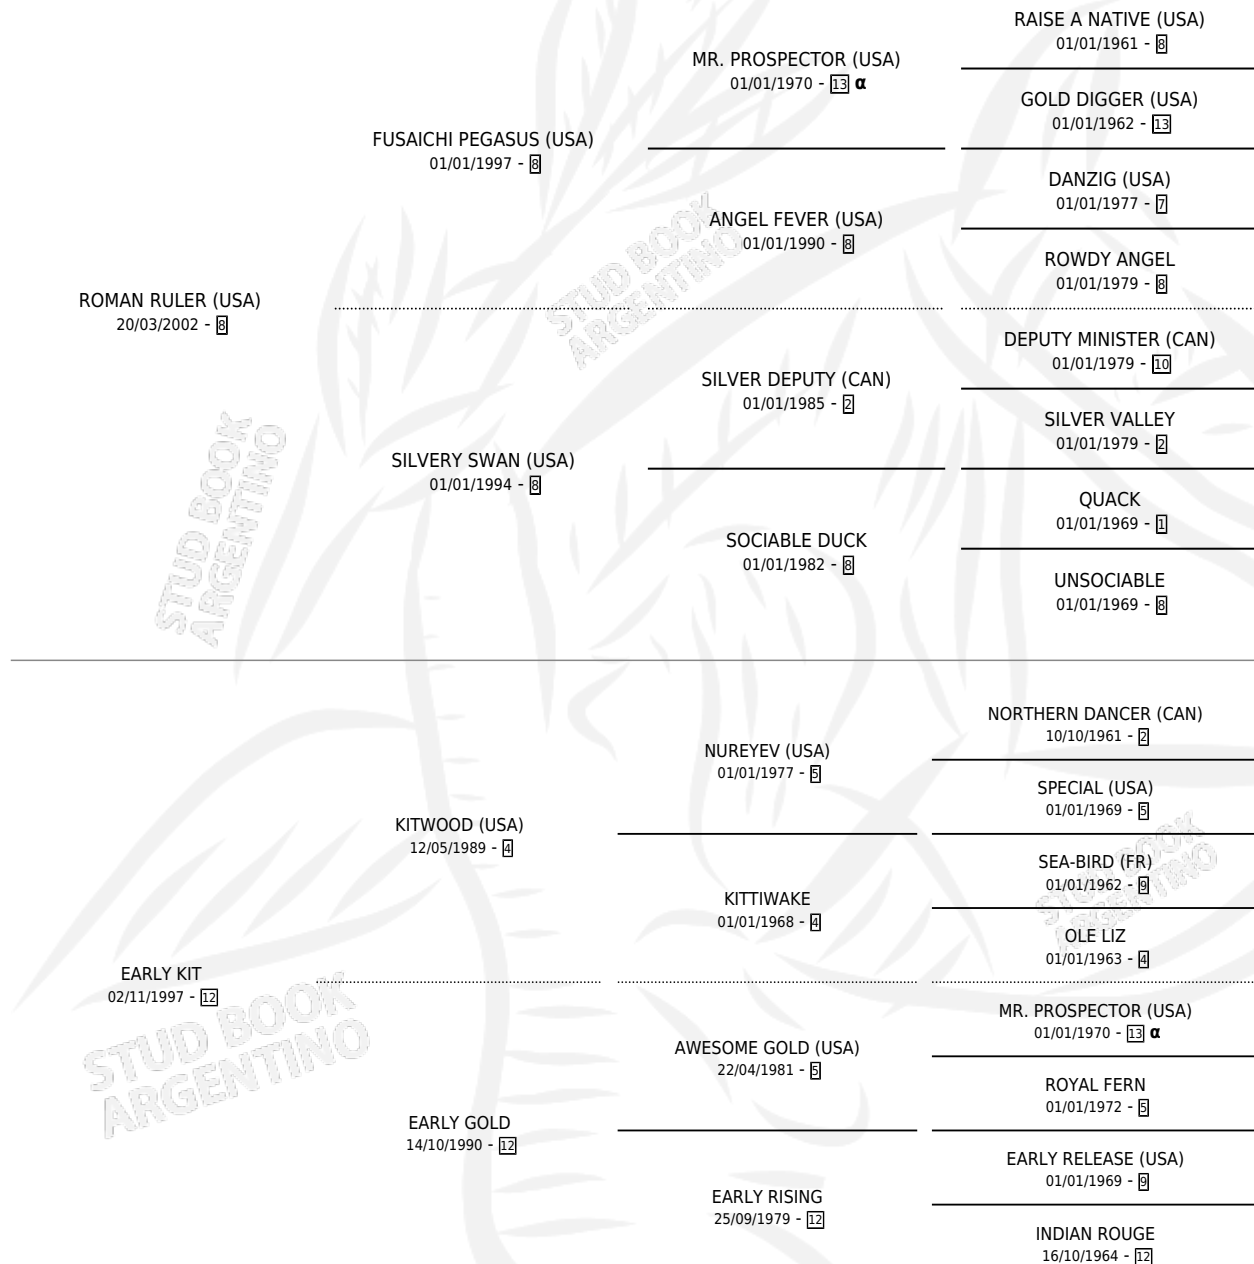 RAISE A NATIVE (USA)
01/01/1961 - 8
MR. PROSPECTOR (USA)
01/01/1970 - 13 α
GOLD DIGGER (USA)
01/01/1962 - 13
FUSAICHI PEGASUS (USA)
01/01/1997 - 8
DANZIG (USA)
01/01/1977 - 7
ANGEL FEVER (USA)
01/01/1990 - 8
ROWDY ANGEL
01/01/1979 - 8
STUD BOOK
ARGENTINO
ROMAN RULER (USA)
20/03/2002 - 8
DEPUTY MINISTER (CAN)
01/01/1979 - 10
SILVER DEPUTY (CAN)
01/01/1985 - 2
SILVER VALLEY
01/01/1979 - 2
SILVERY SWAN (USA)
01/01/1994 - 8
QUACK
01/01/1969 - 1
SOCIABLE DUCK
01/01/1982 - 8
UNSOCIABLE
01/01/1969 - 8
STUD BOOK
ARGENTINO
NORTHERN DANCER (CAN)
10/10/1961 - 2
NUREYEV (USA)
01/01/1977 - 5
SPECIAL (USA)
01/01/1969 - 5
KITWOOD (USA)
12/05/1989 - 4
SEA-BIRD (FR)
01/01/1962 - 9
KITTIWAKE
01/01/1968 - 4
OLE LIZ
01/01/1963 - 4
STUD BOOK
ARGENTINO
EARLY KIT
02/11/1997 - 12
MR. PROSPECTOR (USA)
01/01/1970 - 13 α
AWESOME GOLD (USA)
22/04/1981 - 5
ROYAL FERN
01/01/1972 - 5
EARLY GOLD
14/10/1990 - 12
EARLY RELEASE (USA)
01/01/1969 - 9
EARLY RISING
25/09/1979 - 12
INDIAN ROUGE
16/10/1964 - 12
STUD BOOK
ARGENTINO